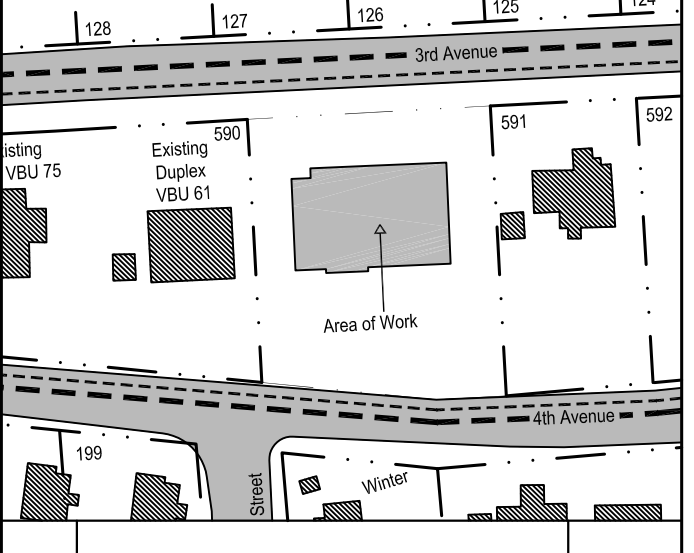 128
127
126
125
124
3rd Avenue
590
591
592
isting
VBU 75
Existing
Duplex
VBU 61
Area of Work
4th Avenue
199
Street
Winter